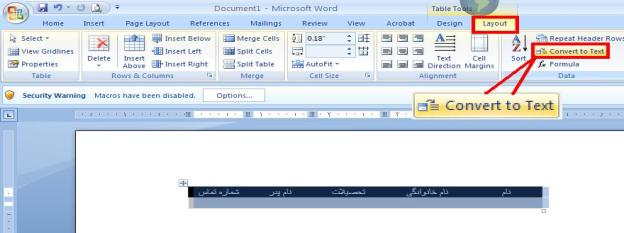 Document1 - Microsoft Word
Table Tools
Home Insert Page Layout References Mailings Review View Acrobat Design Layout
Select
View Gridlines
Properties
Table
Delete
Insert Above
Insert Below
Insert Left
Insert Right
Rows & Columns
Merge Cells
Split Cells
Split Table
Merge
0.18"
AutoFit
Cell Size
Text Direction
Cell Margins
Alignment
Sort
Repeat Header Rows
Convert to Text
Formula
Data
Security Warning Macros have been disabled. Options...
Convert to Text
نام نام خانوادگی تحصیلات نام پدر شماره تماس